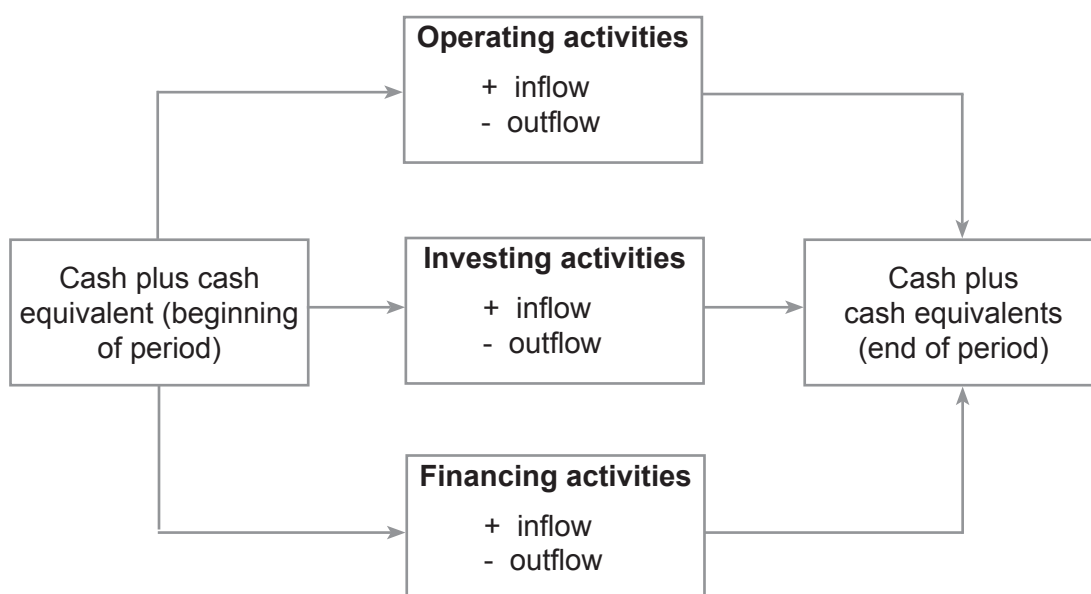 Operating activities
+ inflow
- outflow
Cash plus cash
equivalent (beginning
of period)
Investing activities
+ inflow
- outflow
Cash plus
cash equivalents
(end of period)
Financing activities
+ inflow
- outflow